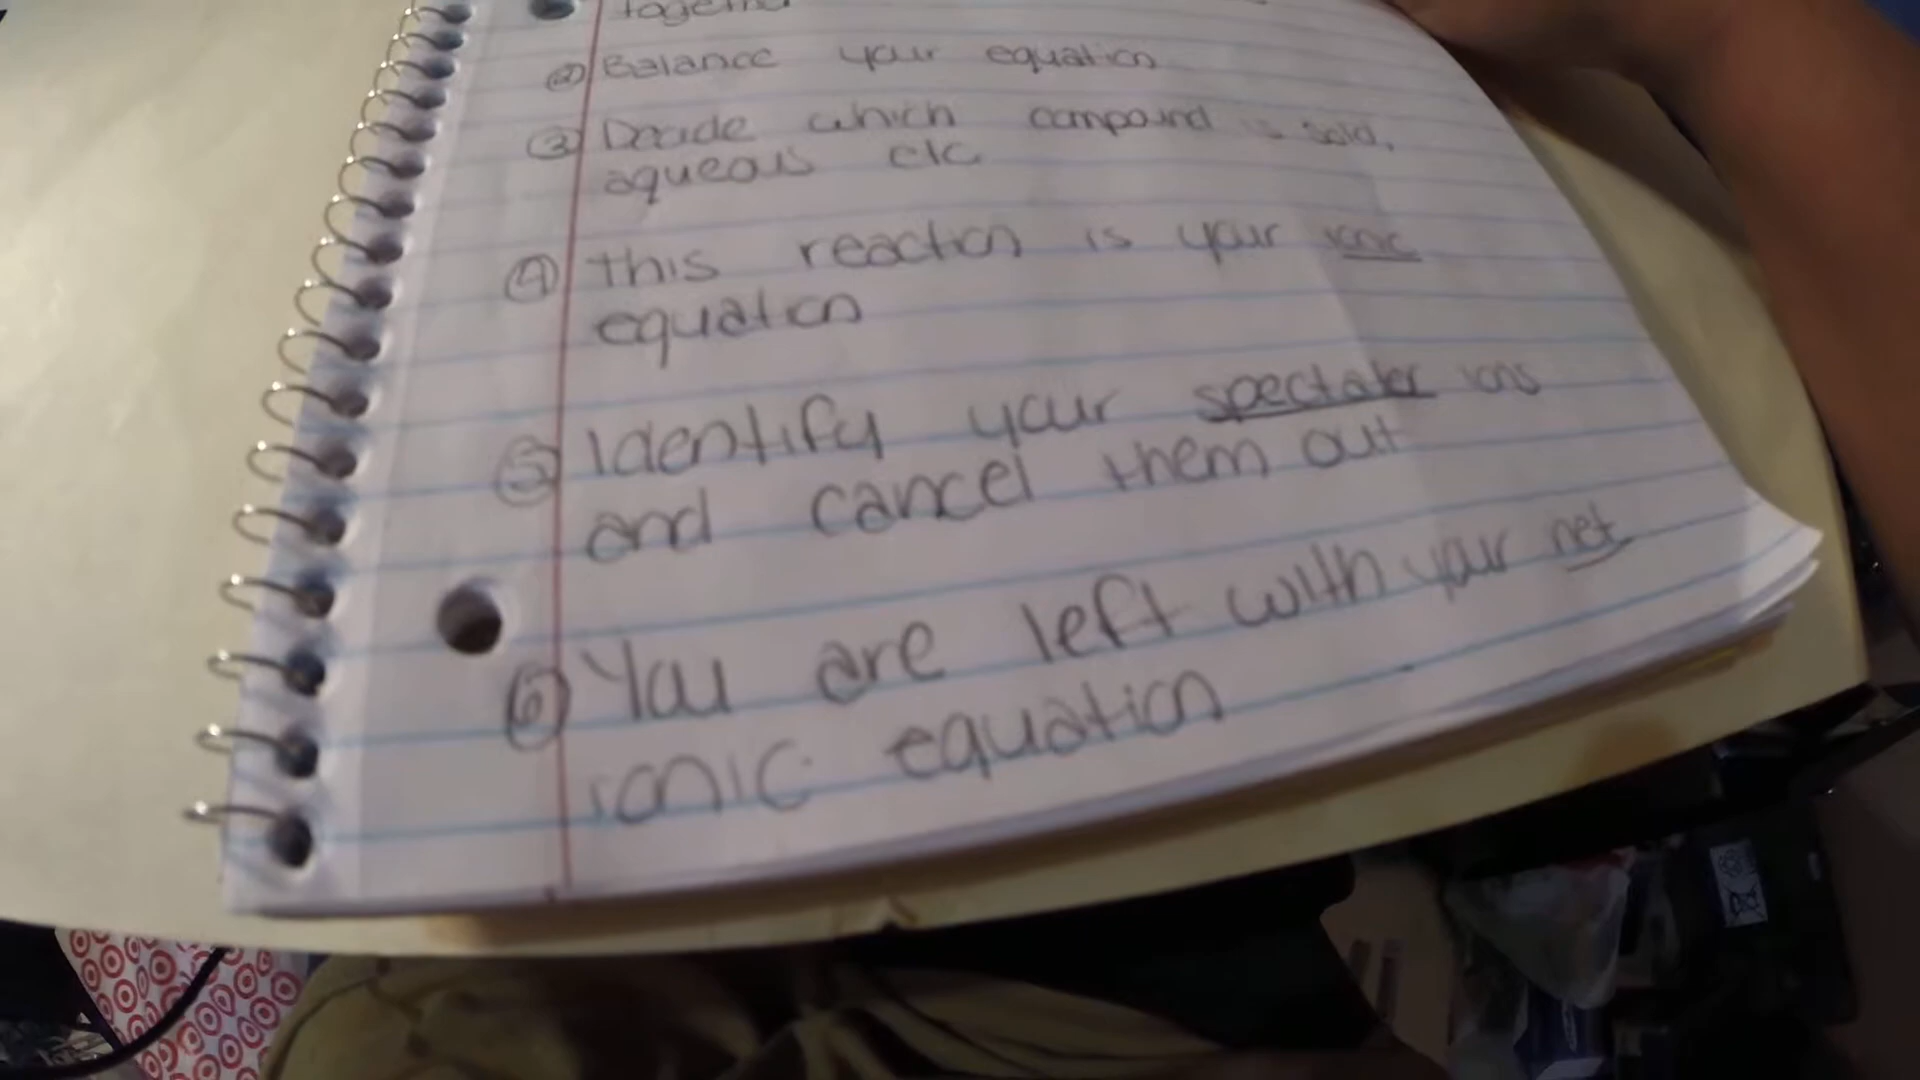 together
② Balance your equation
③ Decide which compound is solid,
aqueous etc
④ This reaction is your ionic
equation
⑤ Identify your spectator ions
and cancel them out
⑥ You are left with your net
ionic equation